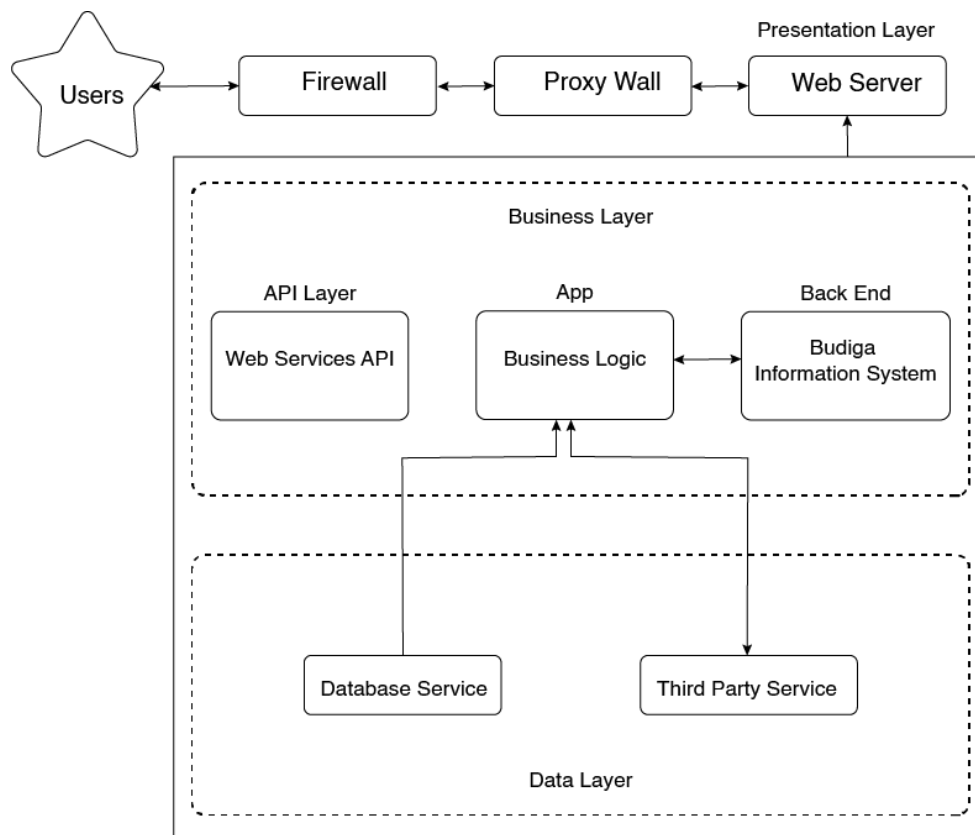 Presentation Layer
Users
Firewall
Proxy Wall
Web Server
Business Layer
API Layer
App
Back End
Web Services API
Business Logic
Budiga
Information System
Database Service
Third Party Service
Data Layer